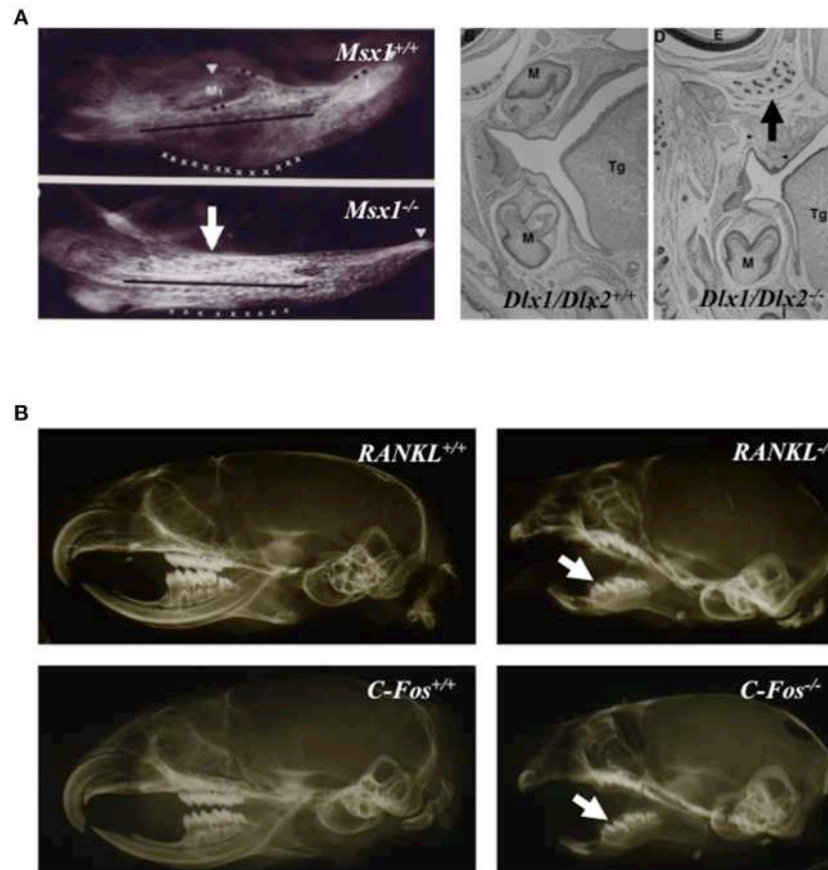 A
Msx1+/+
M1
Msx1-/-
M
Tg
M
Dlx1/Dlx2+/+
D
E
Tg
M
Dlx1/Dlx2-/-
B
RANKL+/+
RANKL-/
C-Fos+/+
C-Fos-/-